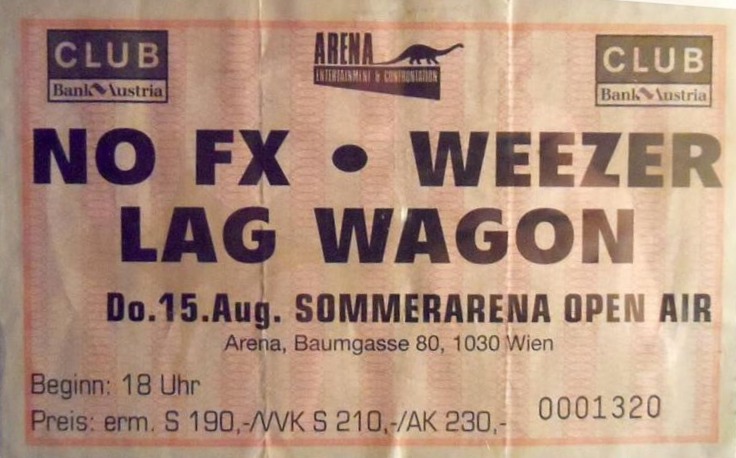 CLUB
Bank Austria
ARENA
ENTERTAINMENT & CONFRONTATION
CLUB
Bank Austria
NO FX • WEEZER
LAG WAGON
Do.15.Aug. SOMMERARENA OPEN AIR
Arena, Baumgasse 80, 1030 Wien
Beginn: 18 Uhr
Preis: erm. S 190,-/VVK S 210,-/AK 230,-
0001320